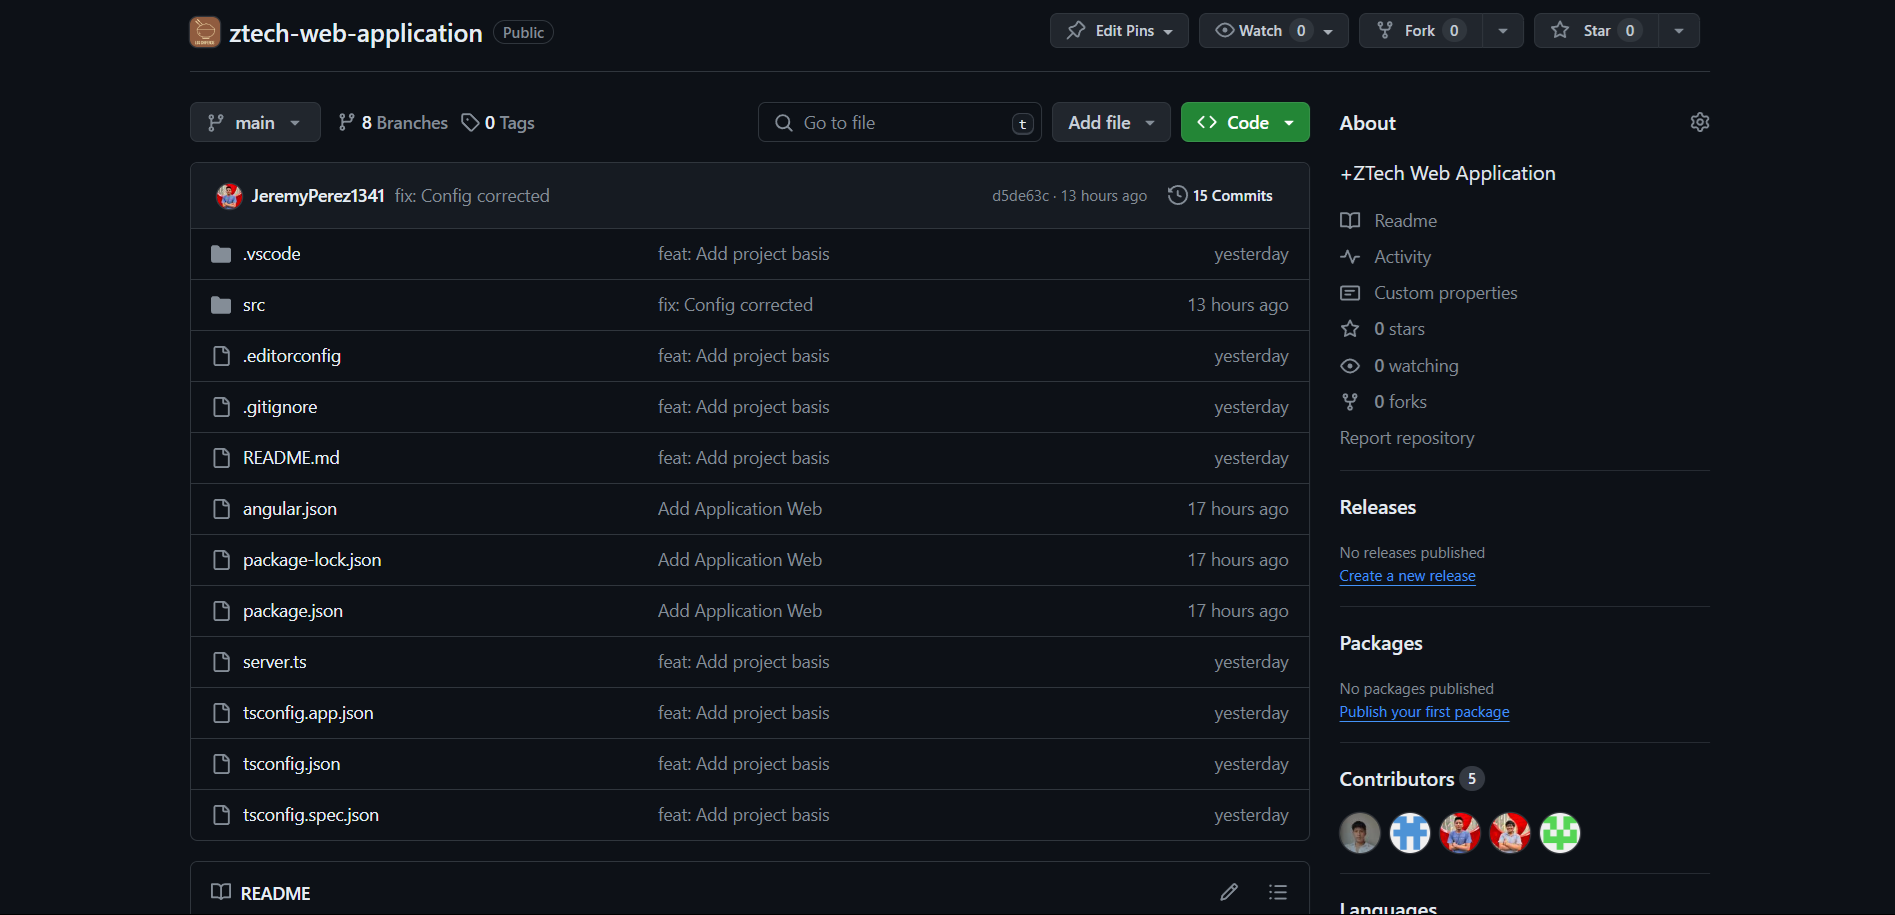 ztech-web-application Public Edit Pins Watch 0 Fork 0 Star 0
main 8 Branches 0 Tags Go to file t Add file Code
JeremyPerez1341 fix: Config corrected d5de63c · 13 hours ago 15 Commits
.vscode feat: Add project basis yesterday
src fix: Config corrected 13 hours ago
.editorconfig feat: Add project basis yesterday
.gitignore feat: Add project basis yesterday
README.md feat: Add project basis yesterday
angular.json Add Application Web 17 hours ago
package-lock.json Add Application Web 17 hours ago
package.json Add Application Web 17 hours ago
server.ts feat: Add project basis yesterday
tsconfig.app.json feat: Add project basis yesterday
tsconfig.json feat: Add project basis yesterday
tsconfig.spec.json feat: Add project basis yesterday
README
About
+ZTech Web Application
Readme
Activity
Custom properties
0 stars
0 watching
0 forks
Report repository
Releases
No releases published
Create a new release
Packages
No packages published
Publish your first package
Contributors 5
Languages